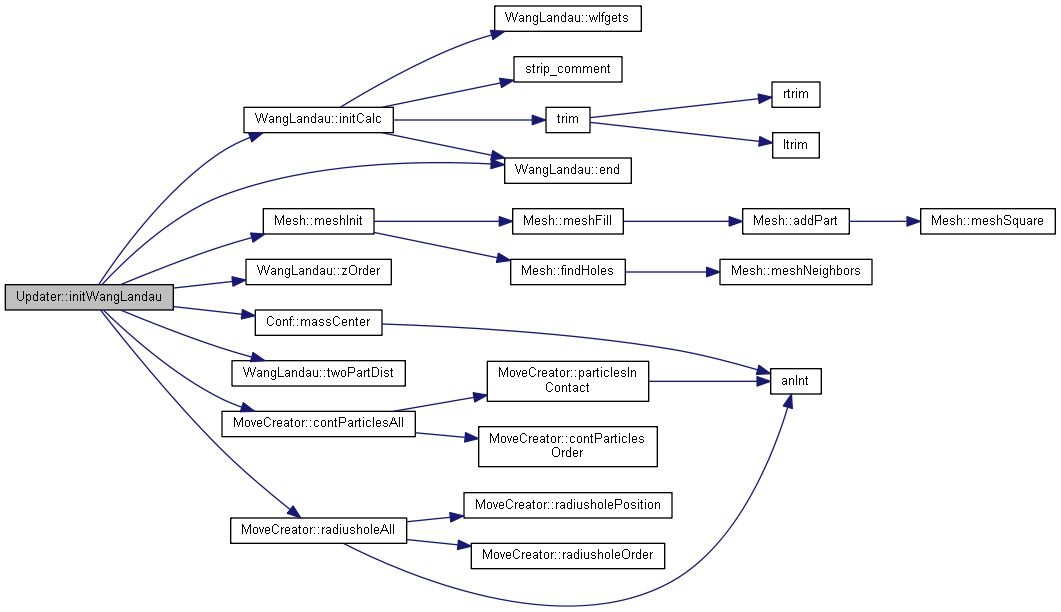 WangLandau::wlfgets
strip_comment
rtrim
WangLandau::initCalc
trim
ltrim
WangLandau::end
Mesh::meshInit
Mesh::meshFill
Mesh::addPart
Mesh::meshSquare
WangLandau::zOrder
Mesh::findHoles
Mesh::meshNeighbors
Updater::initWangLandau
Conf::massCenter
WangLandau::twoPartDist
MoveCreator::particlesIn
Contact
anInt
MoveCreator::contParticlesAll
MoveCreator::contParticles
Order
MoveCreator::radiusholePosition
MoveCreator::radiusholeAll
MoveCreator::radiusholeOrder